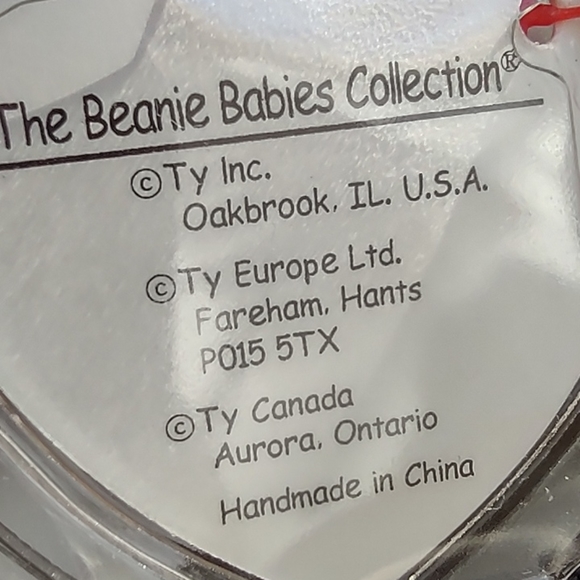 The Beanie Babies Collection®
©Ty Inc.
Oakbrook, IL. U.S.A.
©Ty Europe Ltd.
Fareham, Hants
PO15 5TX
©Ty Canada
Aurora, Ontario
Handmade in China